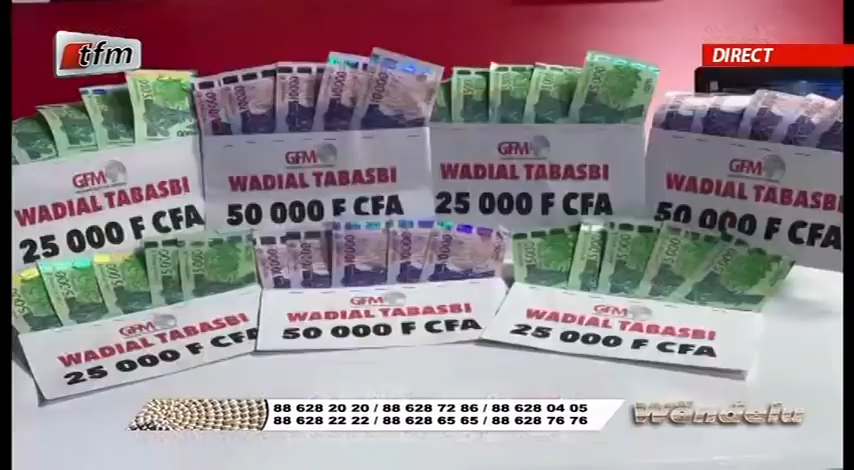 tfm
DIRECT
GFM
WADIAL TABASBI
25 000 F CFA
GFM
WADIAL TABASBI
50 000 F CFA
GFM
WADIAL TABASBI
25 000 F CFA
GFM
WADIAL TABASBI
50 000 F CFA
GFM
WADIAL TABASBI
25 000 F CFA
GFM
WADIAL TABASBI
50 000 F CFA
GFM
WADIAL TABASBI
25 000 F CFA
88 628 20 20 / 88 628 72 86 / 88 628 04 05
88 628 22 22 / 88 628 65 65 / 88 628 76 76
Wëndelu